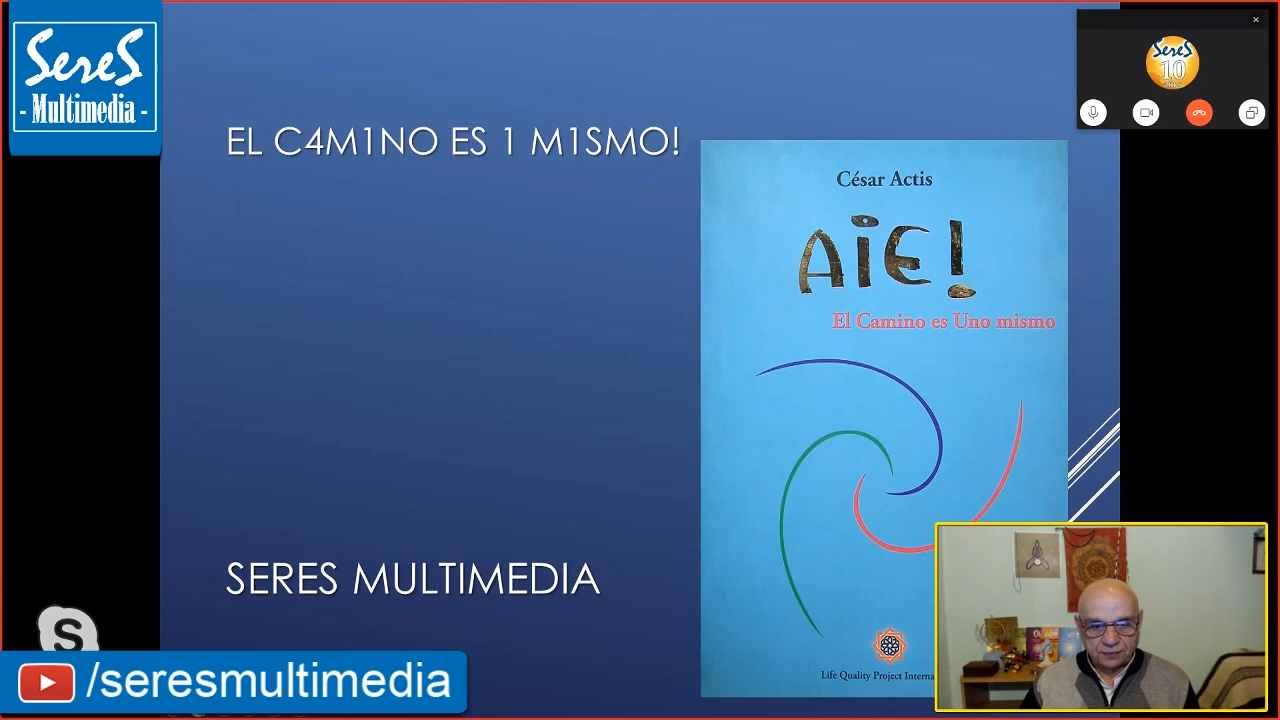 SereS
- Multimedia -
EL C4M1NO ES 1 M1SMO!
SereS
10
César Actis
AiE!
El Camino es Uno mismo
SERES MULTIMEDIA
S
/seresmultimedia
Life Quality Project